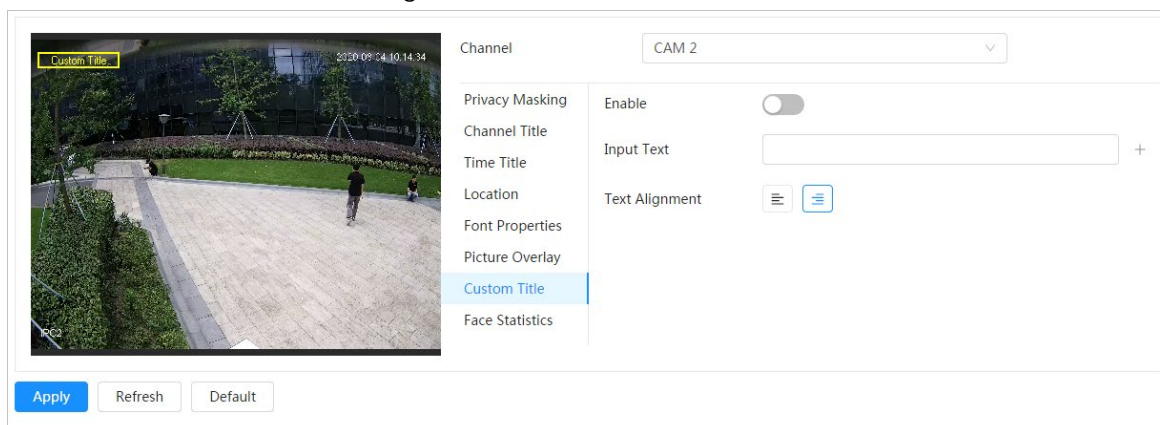 Custom Title
2020-09-04 10:14:34
IPC2
Channel
CAM 2
Privacy Masking
Channel Title
Time Title
Location
Font Properties
Picture Overlay
Custom Title
Face Statistics
Enable
Input Text
+
Text Alignment
Apply
Refresh
Default